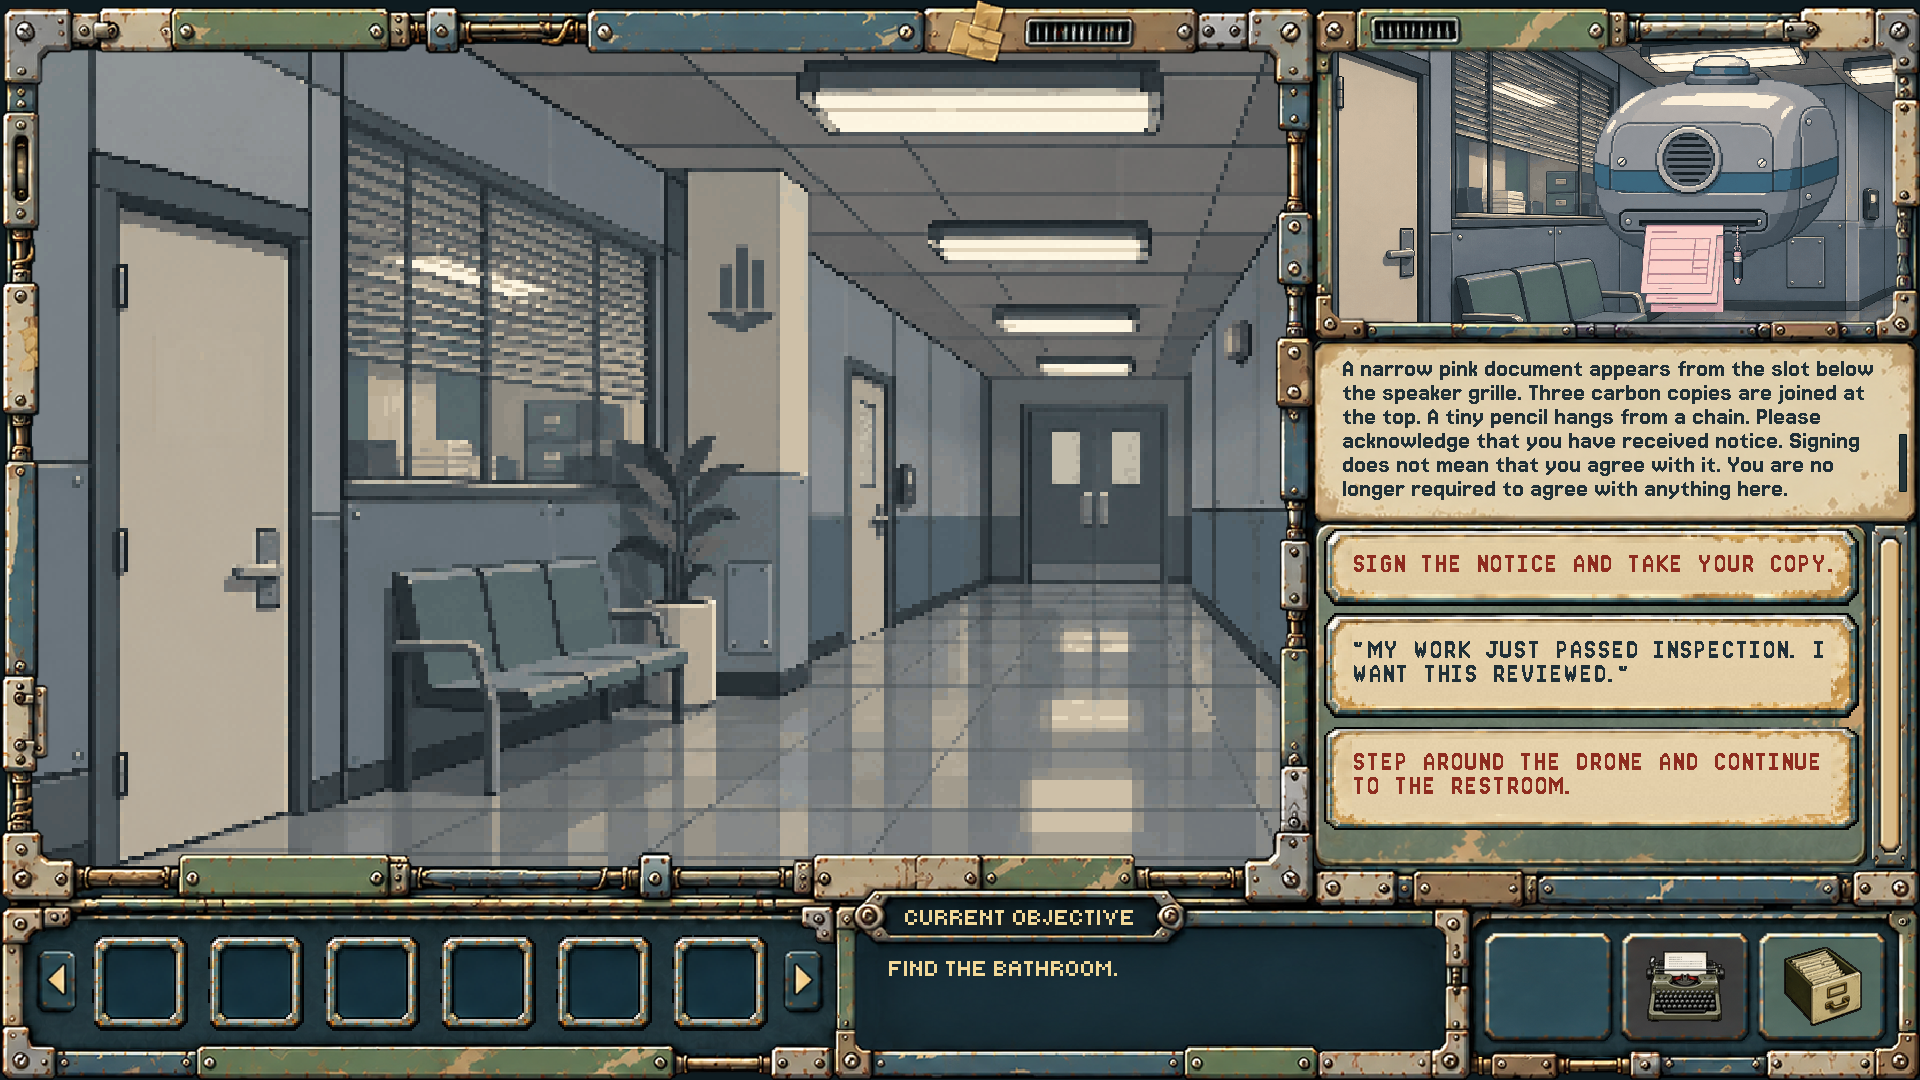 A narrow pink document appears from the slot below
the speaker grille. Three carbon copies are joined at
the top. A tiny pencil hangs from a chain. Please
acknowledge that you have received notice. Signing
does not mean that you agree with it. You are no
longer required to agree with anything here.
SIGN THE NOTICE AND TAKE YOUR COPY.
"MY WORK JUST PASSED INSPECTION. I
WANT THIS REVIEWED."
STEP AROUND THE DRONE AND CONTINUE
TO THE RESTROOM.
CURRENT OBJECTIVE
FIND THE BATHROOM.